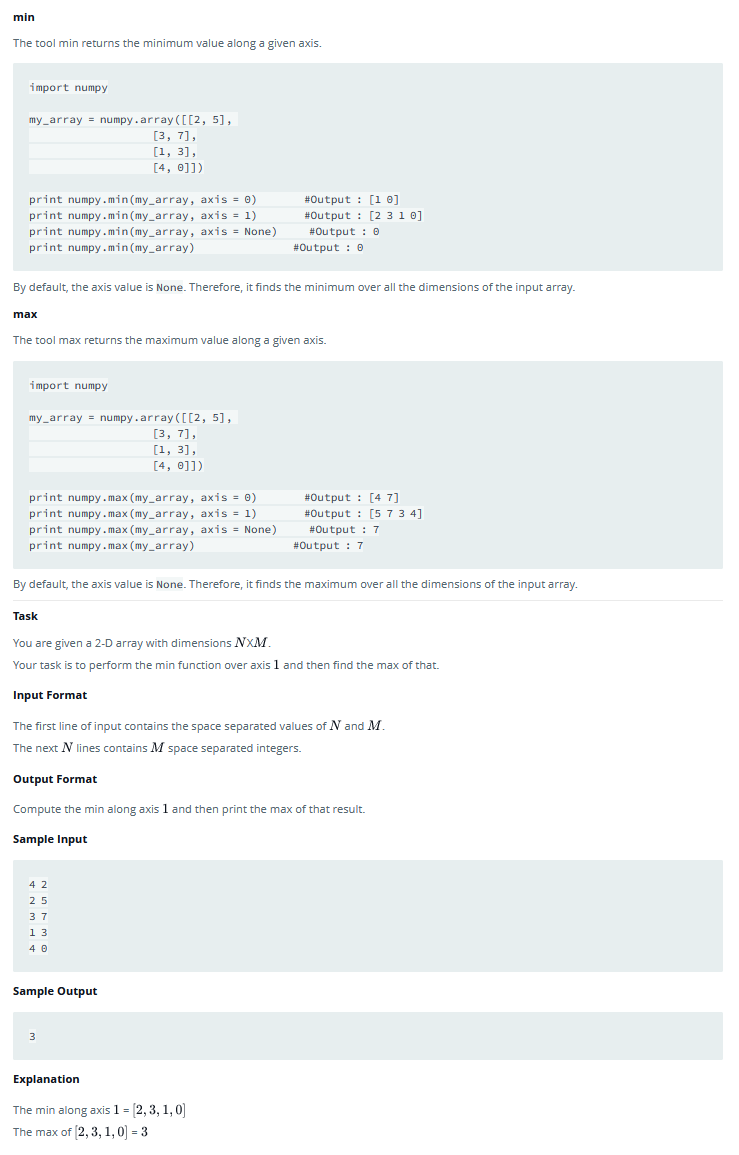 min
The tool min returns the minimum value along a given axis.
import numpy
my_array = numpy.array([[2, 5],
[3, 7],
[1, 3],
[4, 0]])
print numpy.min(my_array, axis = 0)       #Output : [1 0]
print numpy.min(my_array, axis = 1)       #Output : [2 3 1 0]
print numpy.min(my_array, axis = None)    #Output : 0
print numpy.min(my_array)                 #Output : 0
By default, the axis value is None. Therefore, it finds the minimum over all the dimensions of the input array.
max
The tool max returns the maximum value along a given axis.
import numpy
my_array = numpy.array([[2, 5],
[3, 7],
[1, 3],
[4, 0]])
print numpy.max(my_array, axis = 0)       #Output : [4 7]
print numpy.max(my_array, axis = 1)       #Output : [5 7 3 4]
print numpy.max(my_array, axis = None)    #Output : 7
print numpy.max(my_array)                 #Output : 7
By default, the axis value is None. Therefore, it finds the maximum over all the dimensions of the input array.
Task
You are given a 2-D array with dimensions NXM.
Your task is to perform the min function over axis 1 and then find the max of that.
Input Format
The first line of input contains the space separated values of N and M.
The next N lines contains M space separated integers.
Output Format
Compute the min along axis 1 and then print the max of that result.
Sample Input
4 2
2 5
3 7
1 3
4 0
Sample Output
3
Explanation
The min along axis 1 = [2, 3, 1, 0]
The max of [2, 3, 1, 0] = 3